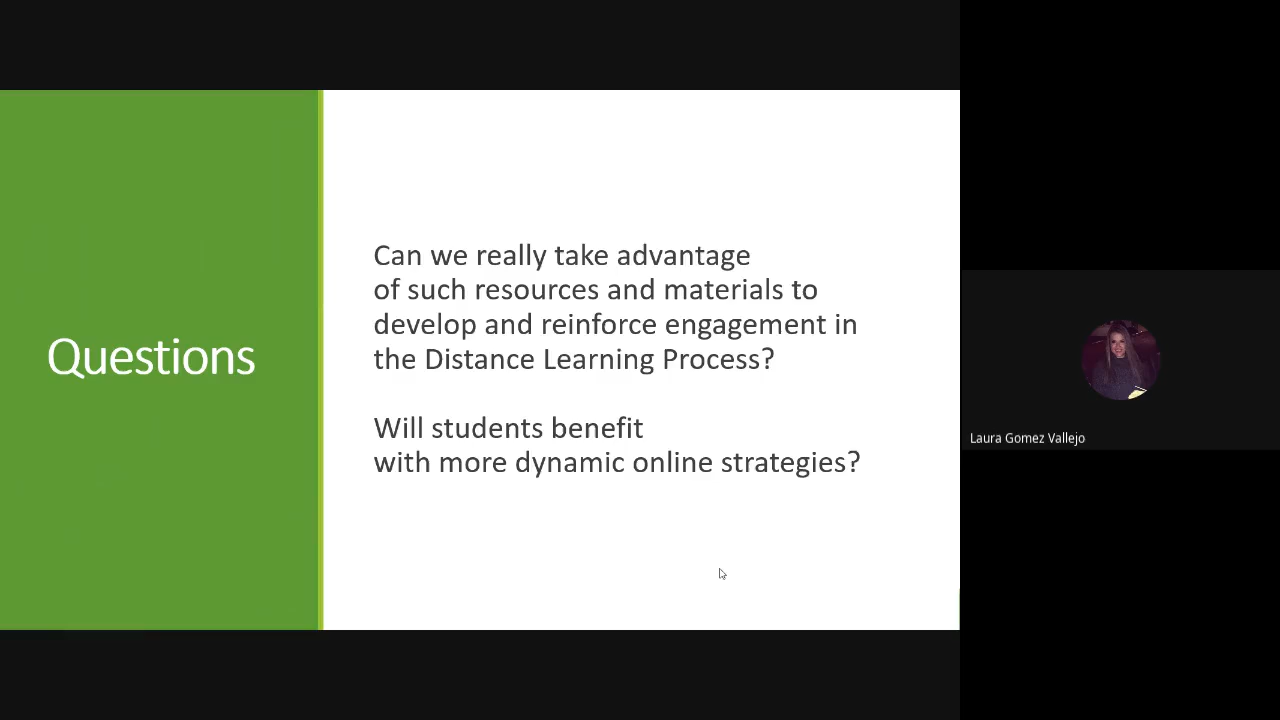 Questions
Can we really take advantage
of such resources and materials to
develop and reinforce engagement in
the Distance Learning Process?
Will students benefit
with more dynamic online strategies?
Laura Gomez Vallejo